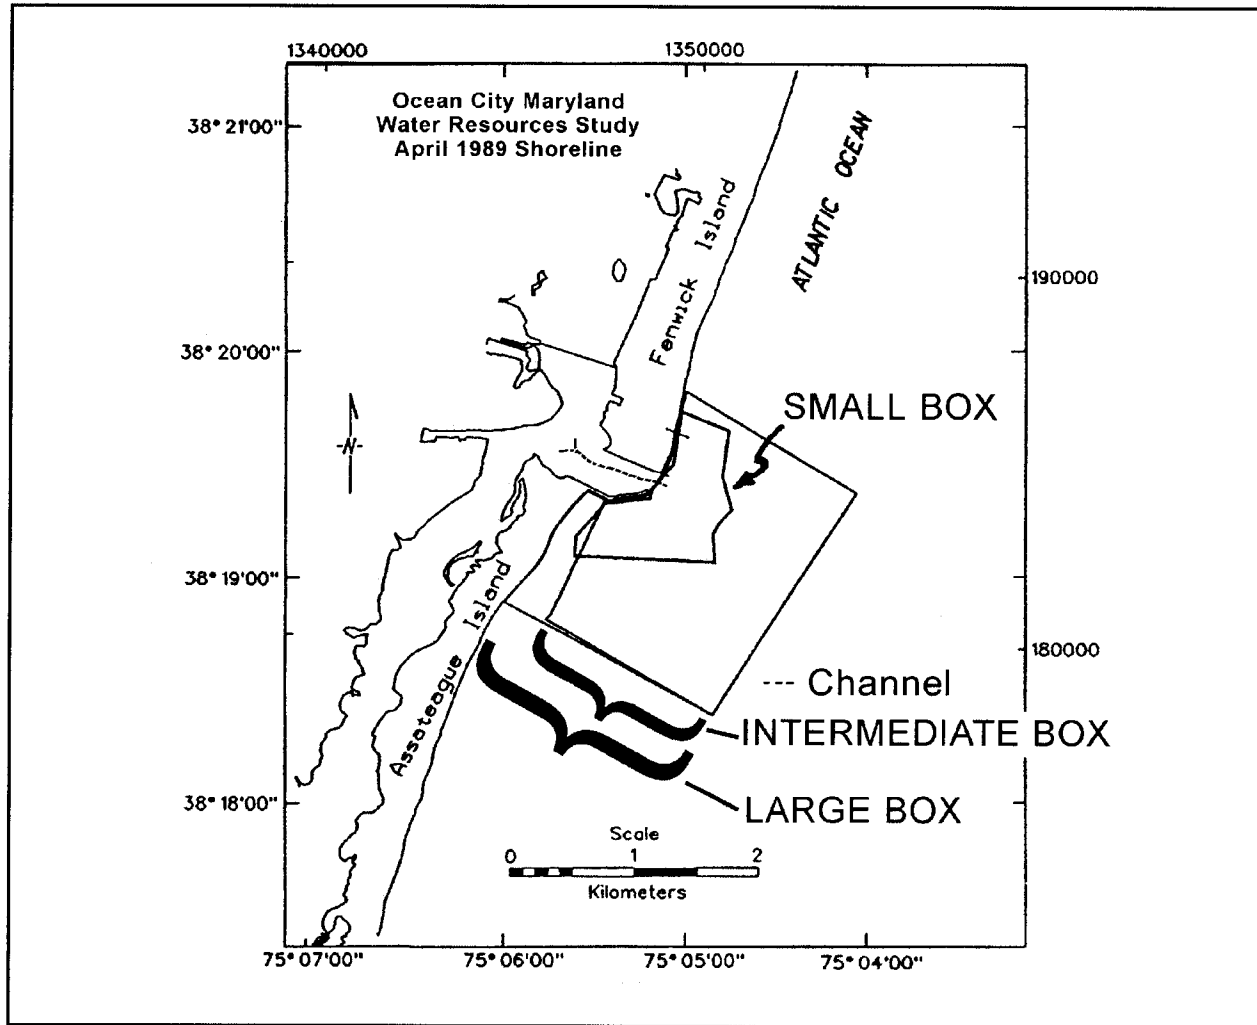 1340000
1350000
Ocean City Maryland
Water Resources Study
April 1989 Shoreline
38°21'00"
ATLANTIC OCEAN
Fenwick Island
190000
38°20'00"
SMALL BOX
-N-
38°19'00"
Assateague Island
180000
--- Channel
INTERMEDIATE BOX
38°18'00"
LARGE BOX
Scale
0 1 2
Kilometers
75°07'00" 75°06'00" 75°05'00" 75°04'00"